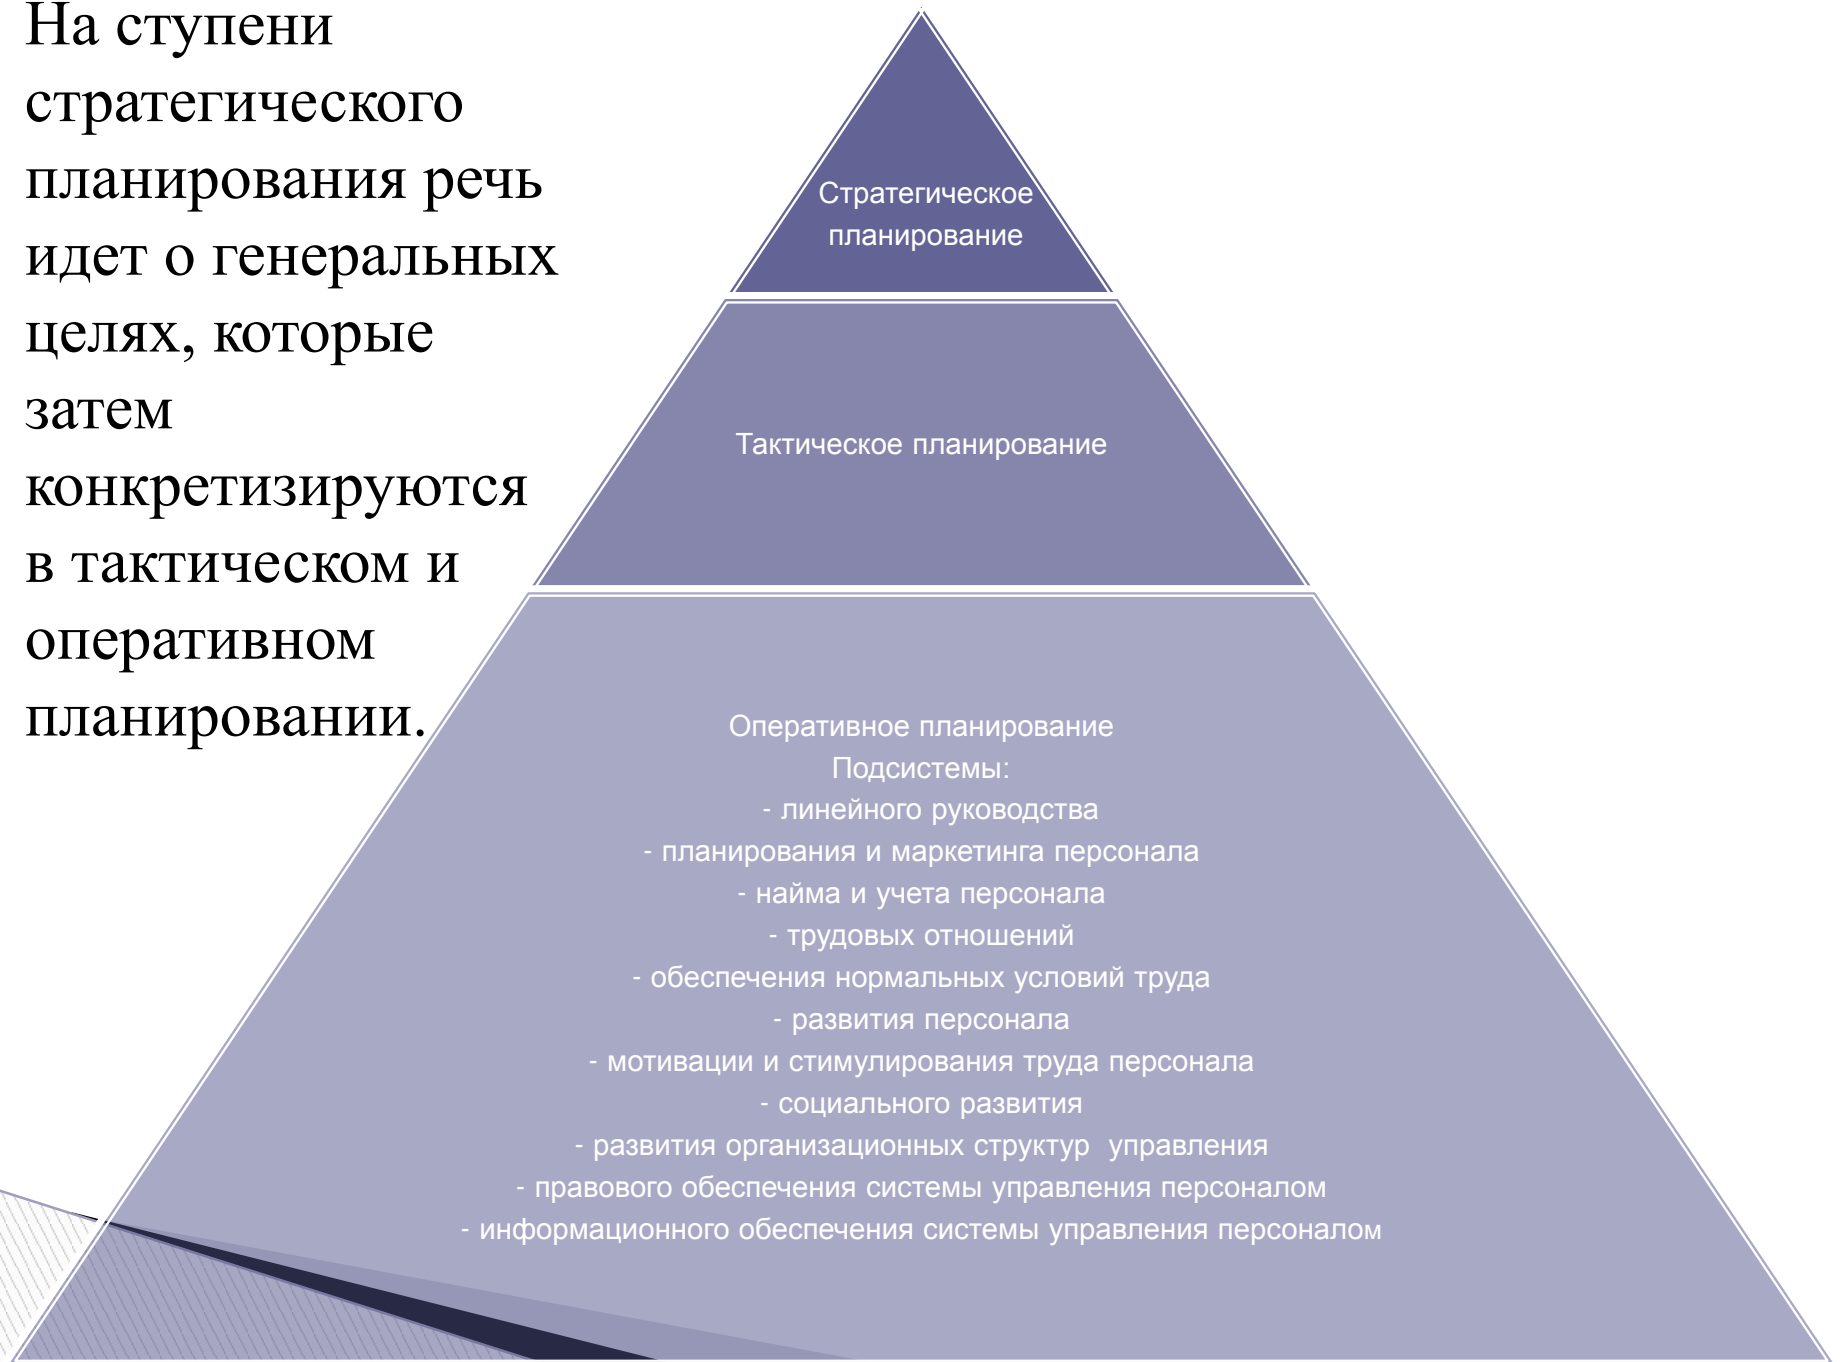 На ступени
стратегического
планирования речь
идет о генеральных
целях, которые
затем
конкретизируются
в тактическом и
оперативном
планировании.
Стратегическое
планирование
Тактическое планирование
Оперативное планирование
Подсистемы:
- линейного руководства
- планирования и маркетинга персонала
- найма и учета персонала
- трудовых отношений
- обеспечения нормальных условий труда
- развития персонала
- мотивации и стимулирования труда персонала
- социального развития
- развития организационных структур  управления
- правового обеспечения системы управления персоналом
- информационного обеспечения системы управления персоналом